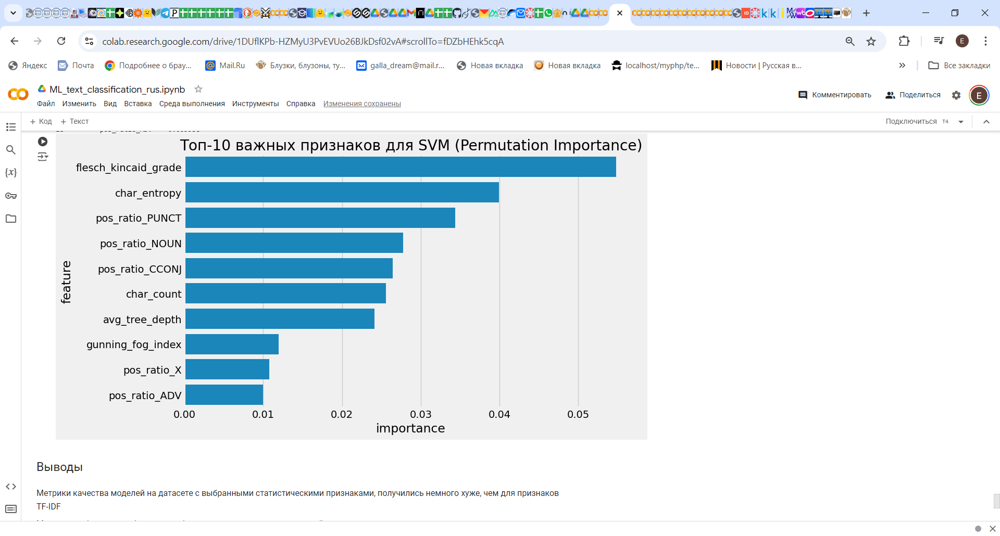 colab.research.google.com/drive/1DUflKPb-HZMyU3PvEVUo26BJkDsf02vA#scrollTo=fDZbHEhk5cqA
E
Яндекс
Почта
Подробнее о брау...
Mail.Ru
Блузки, блузоны, ту...
galla_dream@mail.r...
Новая вкладка
Новая вкладка
localhost/myphp/te...
Новости | Русская в...
Все закладки
ML_text_classification_rus.ipynb
Комментировать
Поделиться
E
Файл
Изменить
Вид
Вставка
Среда выполнения
Инструменты
Справка
Изменения сохранены
+ Код
+ Текст
Подключиться T4
Топ-10 важных признаков для SVM (Permutation Importance)
flesch_kincaid_grade
char_entropy
pos_ratio_PUNCT
pos_ratio_NOUN
pos_ratio_CCONJ
char_count
avg_tree_depth
gunning_fog_index
pos_ratio_X
pos_ratio_ADV
feature
0.00 0.01 0.02 0.03 0.04 0.05
importance
Выводы
Метрики качества моделей на датасете с выбранными статистическими признаками, получились немного хуже, чем для признаков
TF-IDF